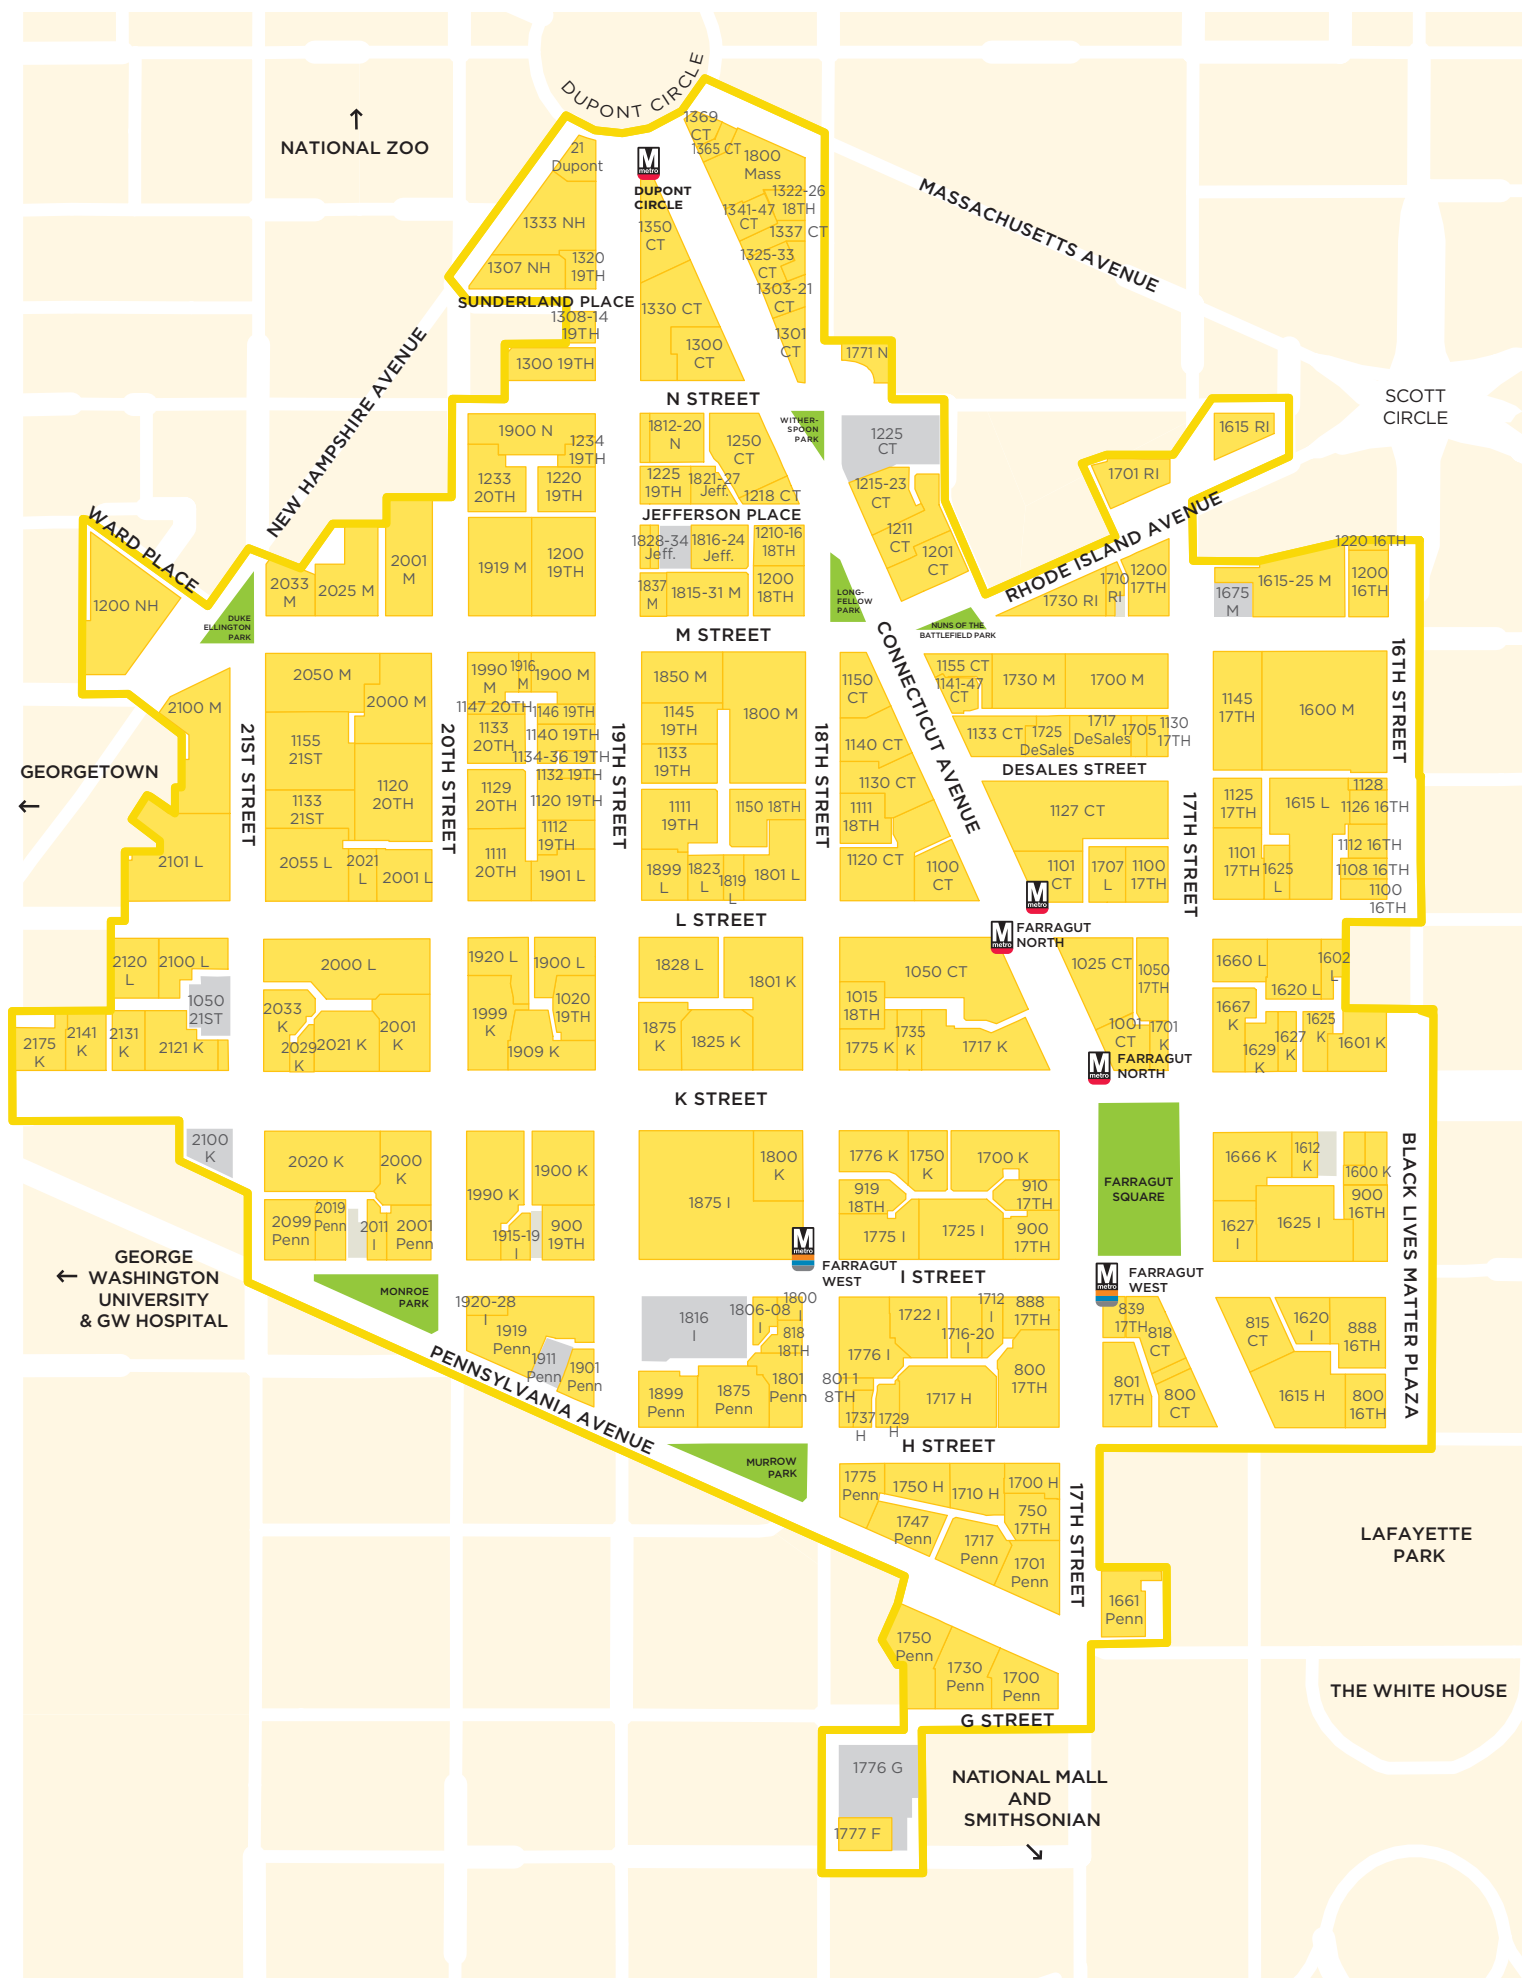 DUPONT CIRCLE
↑
NATIONAL ZOO
1369
CT
1365 CT
21
Dupont
1800
Mass
M
metro
DUPONT
CIRCLE
1322-26
18TH
1341-47
CT
1333 NH
1350
CT
1337 CT
MASSACHUSETTS AVENUE
1307 NH
1320
19TH
1325-33
CT
1303-21
CT
SUNDERLAND PLACE
1330 CT
1308-14
19TH
1301
CT
1300
CT
1300 19TH
1771 N
NEW HAMPSHIRE AVENUE
N STREET
SCOTT
CIRCLE
1900 N
1234
19TH
1812-20
N
1250
CT
WITHER-
SPOON
PARK
1225
CT
1615 RI
1233
20TH
1220
19TH
1225
19TH
1821-27
Jeff.
1218 CT
1215-23
CT
1701 RI
WARD PLACE
JEFFERSON PLACE
RHODE ISLAND AVENUE
2001
M
1919 M
1200
19TH
1828-34
Jeff.
1816-24
Jeff.
1210-16
18TH
1211
CT
1201
CT
1220 16TH
2033
M
2025 M
1837
M
1815-31 M
1200
18TH
1710
RI
1200
17TH
1615-25 M
1200
16TH
1200 NH
LONG-
FELLOW
PARK
1730 RI
1675
M
DUKE
ELLINGTON
PARK
NUNS OF THE
BATTLEFIELD PARK
M STREET
CONNECTICUT AVENUE
16TH STREET
2050 M
2000 M
1990
M
1916
M
1900 M
1850 M
1800 M
1150
CT
1155 CT
1141-47
CT
1730 M
1700 M
1145
17TH
1600 M
2100 M
1147 20TH
1146 19TH
1133
20TH
1140 19TH
1145
19TH
1133 CT
1725
DeSales
1717
DeSales
1705
1130
17TH
21ST STREET
20TH STREET
19TH STREET
18TH STREET
1155
21ST
1134-36 19TH
1133
19TH
1140 CT
DESALES STREET
GEORGETOWN
←
1120
20TH
1132 19TH
1129
20TH
1120 19TH
1130 CT
1128
1133
21ST
1111
19TH
1150 18TH
1111
18TH
1127 CT
17TH STREET
1125
17TH
1615 L
1126 16TH
1112
19TH
1112 16TH
2101 L
2055 L
2021
L
2001 L
1111
20TH
1901 L
1899
L
1823
L
1819
L
1801 L
1120 CT
1100
CT
1101
CT
1707
L
1100
17TH
1101
17TH
1625
L
1108 16TH
1100
16TH
M
metro
L STREET
M
metro
FARRAGUT
NORTH
2120
L
2100 L
2000 L
1920 L
1900 L
1828 L
1801 K
1050 CT
1025 CT
1050
17TH
1660 L
1602
L
1620 L
1050
21ST
2033
K
1999
K
1020
19TH
1015
18TH
1667
K
2175
K
2141
K
2131
K
2121 K
2029
K
2021 K
2001
K
1909 K
1875
K
1825 K
1775 K
1735
K
1717 K
1001
CT
1701
K
1629
K
1627
K
1625
K
1601 K
M
metro
FARRAGUT
NORTH
K STREET
BLACK LIVES MATTER PLAZA
2100
K
2020 K
2000
K
1990 K
1900 K
1875 I
1800
K
1776 K
1750
K
1700 K
1666 K
1612
K
1600 K
919
18TH
910
17TH
FARRAGUT
SQUARE
900
16TH
2099
Penn
2019
Penn
2011
I
2001
Penn
1915-19
I
900
19TH
1775 I
1725 I
900
17TH
1627
I
1625 I
←
GEORGE
WASHINGTON
UNIVERSITY
& GW HOSPITAL
M
metro
FARRAGUT
WEST
I STREET
M
metro
FARRAGUT
WEST
MONROE
PARK
1920-28
I
1919
Penn
1911
Penn
1901
Penn
1816
I
1806-08
I
1800
I
818
18TH
1722 I
1712
I
888
17TH
1716-20
I
839
17TH
818
CT
815
CT
1620
I
888
16TH
1776 I
PENNSYLVANIA AVENUE
1899
Penn
1875
Penn
1801
Penn
801 1
8TH
1737
H
1729
H
1717 H
800
17TH
801
17TH
800
CT
1615 H
800
16TH
H STREET
MURROW
PARK
1775
Penn
1750 H
1710 H
1700 H
17TH STREET
750
17TH
1747
Penn
1717
Penn
1701
Penn
LAFAYETTE
PARK
1661
Penn
1750
Penn
1730
Penn
1700
Penn
THE WHITE HOUSE
G STREET
1776 G
NATIONAL MALL
AND
SMITHSONIAN
↘
1777 F